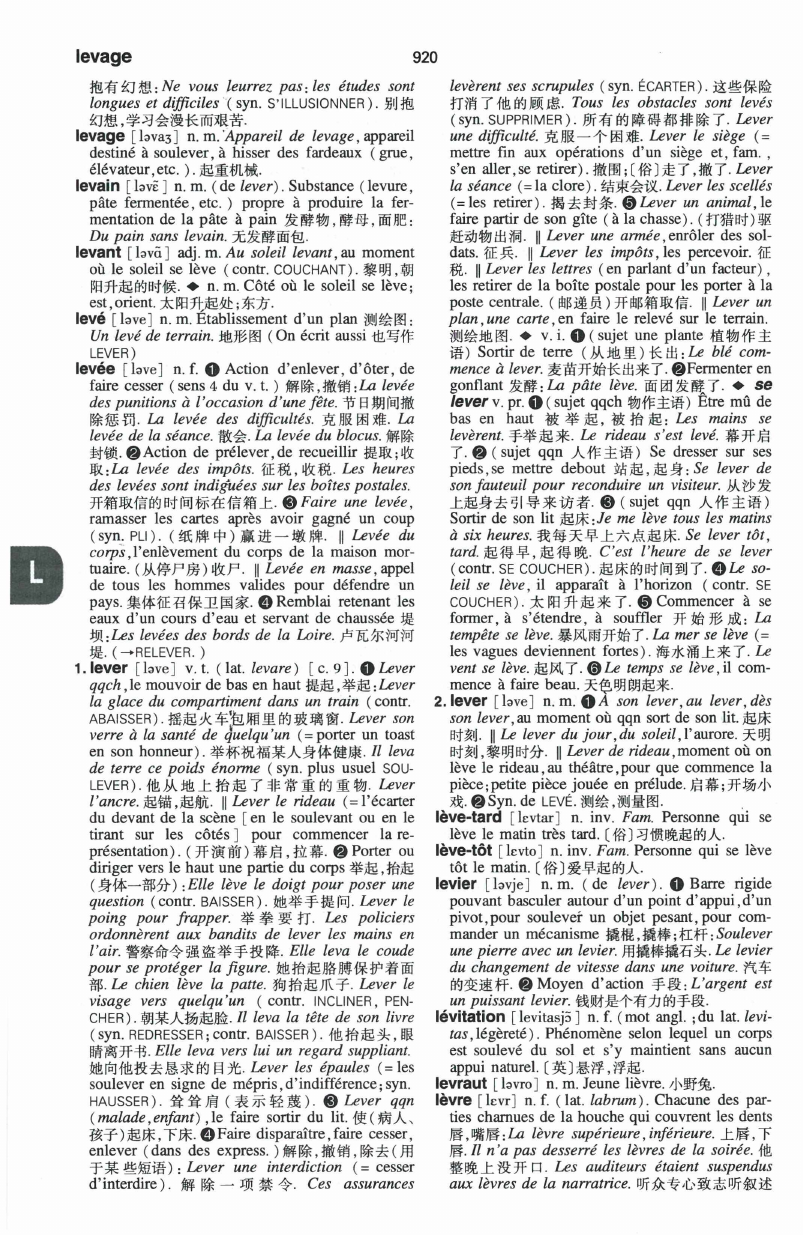 levage
920
抱有幻想:Ne vous leurrez pas: les études sont
longues et difficiles (syn. S'ILLUSIONNER). 别抱
幻想,学习会漫长而艰苦.
levage [ləvaʒ] n. m. Appareil de levage, appareil
destiné à soulever, à hisser des fardeaux (grue,
élévateur, etc.). 起重机械.
levain [ləvɛ̃] n. m. (de lever). Substance (levure,
pâte fermentée, etc.) propre à produire la fer-
mentation de la pâte à pain 发酵物,酵母,面肥:
Du pain sans levain. 无发酵面包.
levant [ləvɑ̃] adj. m. Au soleil levant, au moment
où le soleil se lève (contr. COUCHANT). 黎明,朝
阳升起的时候. ◆ n. m. Côté où le soleil se lève;
est, orient. 太阳升起处;东方.
levé [ləve] n. m. Établissement d'un plan 测绘图:
Un levé de terrain. 地形图 (On écrit aussi 也写作
LEVER)
levée [ləve] n. f. ❶ Action d'enlever, d'ôter, de
faire cesser (sens 4 du v. t.) 解除,撤销:La levée
des punitions à l'occasion d'une fête. 节日期间撤
除惩罚. La levée des difficultés. 克服困难. La
levée de la séance. 散会. La levée du blocus. 解除
封锁. ❷ Action de prélever, de recueillir 提取;收
取:La levée des impôts. 征税,收税. Les heures
des levées sont indiquées sur les boîtes postales.
开箱取信的时间标在信箱上. ❸ Faire une levée,
ramasser les cartes après avoir gagné un coup
(syn. PLI). (纸牌中)赢进一墩牌. ‖ Levée du
corps, l'enlèvement du corps de la maison mor-
tuaire. (从停尸房)收尸. ‖ Levée en masse, appel
de tous les hommes valides pour défendre un
pays. 集体征召保卫国家. ❹ Remblai retenant les
eaux d'un cours d'eau et servant de chaussée 堤
坝:Les levées des bords de la Loire. 卢瓦尔河河
堤. (→RELEVER.)
1. lever [ləve] v. t. (lat. levare) [c. 9]. ❶ Lever
qqch, le mouvoir de bas en haut 提起,举起:Lever
la glace du compartiment dans un train (contr.
ABAISSER). 摇起火车包厢里的玻璃窗. Lever son
verre à la santé de quelqu'un (= porter un toast
en son honneur). 举杯祝福某人身体健康. Il leva
de terre ce poids énorme (syn. plus usuel SOU-
LEVER). 他从地上抬起了非常重的重物. Lever
l'ancre. 起锚,起航. ‖ Lever le rideau (= l'écarter
du devant de la scène [en le soulevant ou en le
tirant sur les côtés] pour commencer la re-
présentation). (开演前)幕启,拉幕. ❷ Porter ou
diriger vers le haut une partie du corps 举起,抬起
(身体一部分):Elle lève le doigt pour poser une
question (contr. BAISSER). 她举手提问. Lever le
poing pour frapper. 举拳要打. Les policiers
ordonnèrent aux bandits de lever les mains en
l'air. 警察命令强盗举手投降. Elle leva le coude
pour se protéger la figure. 她抬起胳膊保护着面
部. Le chien lève la patte. 狗抬起爪子. Lever le
visage vers quelqu'un (contr. INCLINER, PEN-
CHER). 朝某人扬起脸. Il leva la tête de son livre
(syn. REDRESSER; contr. BAISSER). 他抬起头,眼
睛离开书. Elle leva vers lui un regard suppliant.
她向他投去恳求的目光. Lever les épaules (= les
soulever en signe de mépris, d'indifférence; syn.
HAUSSER). 耸耸肩(表示轻蔑). ❸ Lever qqn
(malade, enfant), le faire sortir du lit. 使(病人、
孩子)起床,下床. ❹ Faire disparaître, faire cesser,
enlever (dans des express.) 解除,撤销,除去(用
于某些短语): Lever une interdiction (= cesser
d'interdire). 解除一项禁令. Ces assurances
L
levèrent ses scrupules (syn. ÉCARTER). 这些保险
打消了他的顾虑. Tous les obstacles sont levés
(syn. SUPPRIMER). 所有的障碍都排除了. Lever
une difficulté. 克服一个困难. Lever le siège (=
mettre fin aux opérations d'un siège et, fam.,
s'en aller, se retirer). 撤围;〔俗〕走了,撤了. Lever
la séance (= la clore). 结束会议. Lever les scellés
(= les retirer). 揭去封条. ❺ Lever un animal, le
faire partir de son gîte (à la chasse). (打猎时)驱
赶动物出洞. ‖ Lever une armée, enrôler des sol-
dats. 征兵. ‖ Lever les impôts, les percevoir. 征
税. ‖ Lever les lettres (en parlant d'un facteur),
les retirer de la boîte postale pour les porter à la
poste centrale. (邮递员)开邮箱取信. ‖ Lever un
plan, une carte, en faire le relevé sur le terrain.
测绘地图. ◆ v. i. ❶ (sujet une plante 植物作主
语) Sortir de terre (从地里)长出:Le blé com-
mence à lever. 麦苗开始长出来了. ❷ Fermenter en
gonflant 发酵:La pâte lève. 面团发酵了. ◆ se
lever v. pr. ❶ (sujet qqch 物作主语) Être mû de
bas en haut 被举起,被抬起: Les mains se
levèrent. 手举起来. Le rideau s'est levé. 幕开启
了. ❷ (sujet qqn 人作主语) Se dresser sur ses
pieds, se mettre debout 站起,起身:Se lever de
son fauteuil pour reconduire un visiteur. 从沙发
上起身去引导来访者. ❸ (sujet qqn 人作主语)
Sortir de son lit 起床:Je me lève tous les matins
à six heures. 我每天早上六点起床. Se lever tôt,
tard. 起得早,起得晚. C'est l'heure de se lever
(contr. SE COUCHER). 起床的时间到了. ❹ Le so-
leil se lève, il apparaît à l'horizon (contr. SE
COUCHER). 太阳升起来了. ❺ Commencer à se
former, à s'étendre, à souffler 开始形成: La
tempête se lève. 暴风雨开始了. La mer se lève (=
les vagues deviennent fortes). 海水涌上来了. Le
vent se lève. 起风了. ❻ Le temps se lève, il com-
mence à faire beau. 天色明朗起来.
2. lever [ləve] n. m. ❶ À son lever, au lever, dès
son lever, au moment où qqn sort de son lit. 起床
时刻. ‖ Le lever du jour, du soleil, l'aurore. 天明
时刻,黎明时分. ‖ Lever de rideau, moment où on
lève le rideau, au théâtre, pour que commence la
pièce; petite pièce jouée en prélude. 启幕;开场小
戏. ❷ Syn. de LEVÉ. 测绘,测量图.
lève-tard [lɛvtar] n. inv. Fam. Personne qui se
lève le matin très tard. 〔俗〕习惯晚起的人.
lève-tôt [lɛvto] n. inv. Fam. Personne qui se lève
tôt le matin. 〔俗〕爱早起的人.
levier [ləvje] n. m. (de lever). ❶ Barre rigide
pouvant basculer autour d'un point d'appui, d'un
pivot, pour soulever un objet pesant, pour com-
mander un mécanisme 撬棍,撬棒;杠杆:Soulever
une pierre avec un levier. 用撬棒撬石头. Le levier
du changement de vitesse dans une voiture. 汽车
的变速杆. ❷ Moyen d'action 手段: L'argent est
un puissant levier. 钱财是个有力的手段.
lévitation [levitasjɔ̃] n. f. (mot angl.; du lat. levi-
tas, légèreté). Phénomène selon lequel un corps
est soulevé du sol et s'y maintient sans aucun
appui naturel. 〔英〕悬浮,浮起.
levraut [ləvro] n. m. Jeune lièvre. 小野兔.
lèvre [lɛvr] n. f. (lat. labrum). Chacune des par-
ties charnues de la houche qui couvrent les dents
唇,嘴唇:La lèvre supérieure, inférieure. 上唇,下
唇. Il n'a pas desserré les lèvres de la soirée. 他
整晚上没开口. Les auditeurs étaient suspendus
aux lèvres de la narratrice. 听众专心致志听叙述